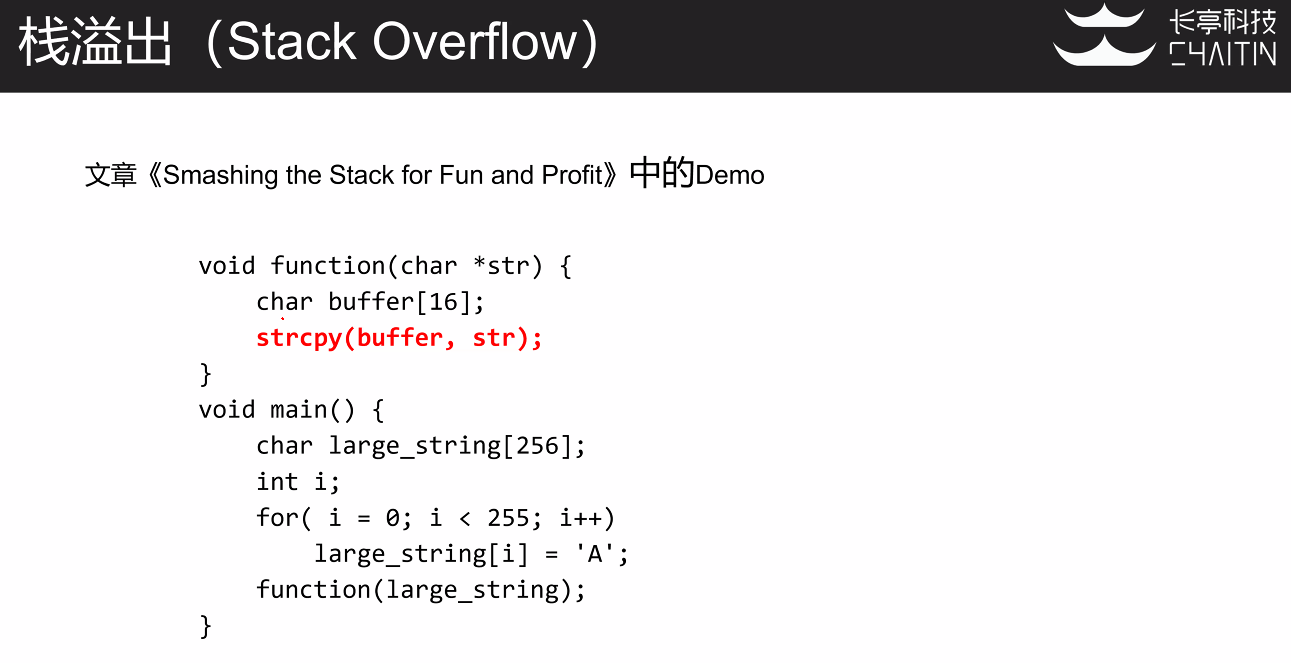 栈溢出（Stack Overflow）
长亭科技
CHAITIN
文章《Smashing the Stack for Fun and Profit》中的Demo
void function(char *str) {
    char buffer[16];
    strcpy(buffer, str);
}
void main() {
    char large_string[256];
    int i;
    for( i = 0; i < 255; i++)
        large_string[i] = 'A';
    function(large_string);
}